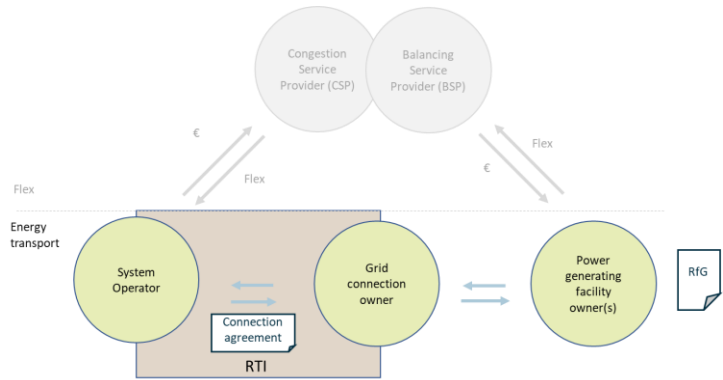 Congestion
Service
Provider (CSP)
Balancing
Service
Provider (BSP)
€
Flex
Flex
€
Flex
Energy
transport
System
Operator
Grid
connection
owner
Power
generating
facility
owner(s)
RfG
Connection
agreement
RTI